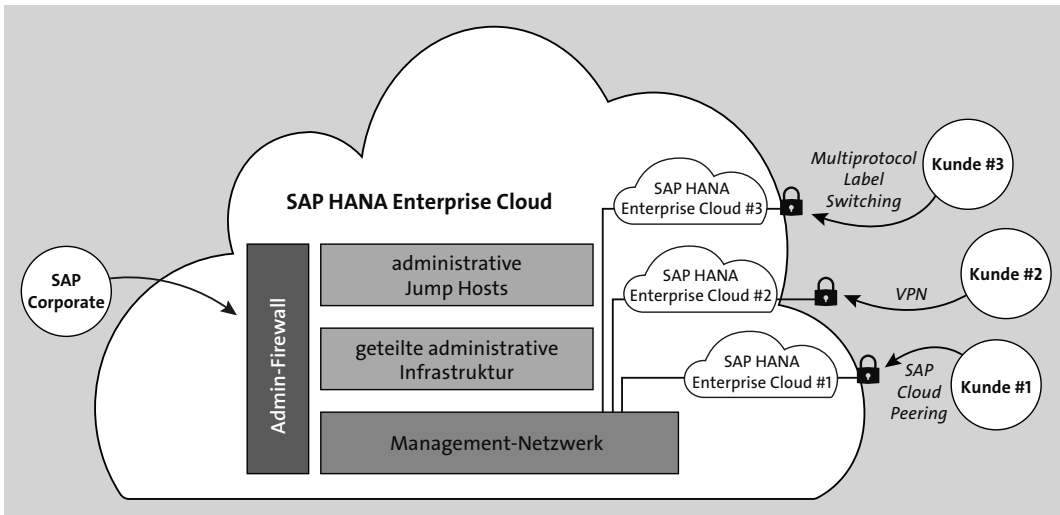 SAP HANA Enterprise Cloud
SAP
Corporate
Admin-Firewall
administrative
Jump Hosts
geteilte administrative
Infrastruktur
Management-Netzwerk
SAP HANA
Enterprise Cloud #3
Multiprotocol
Label
Switching
Kunde #3
SAP HANA
Enterprise Cloud #2
VPN
Kunde #2
SAP HANA
Enterprise Cloud #1
SAP
Cloud
Peering
Kunde #1